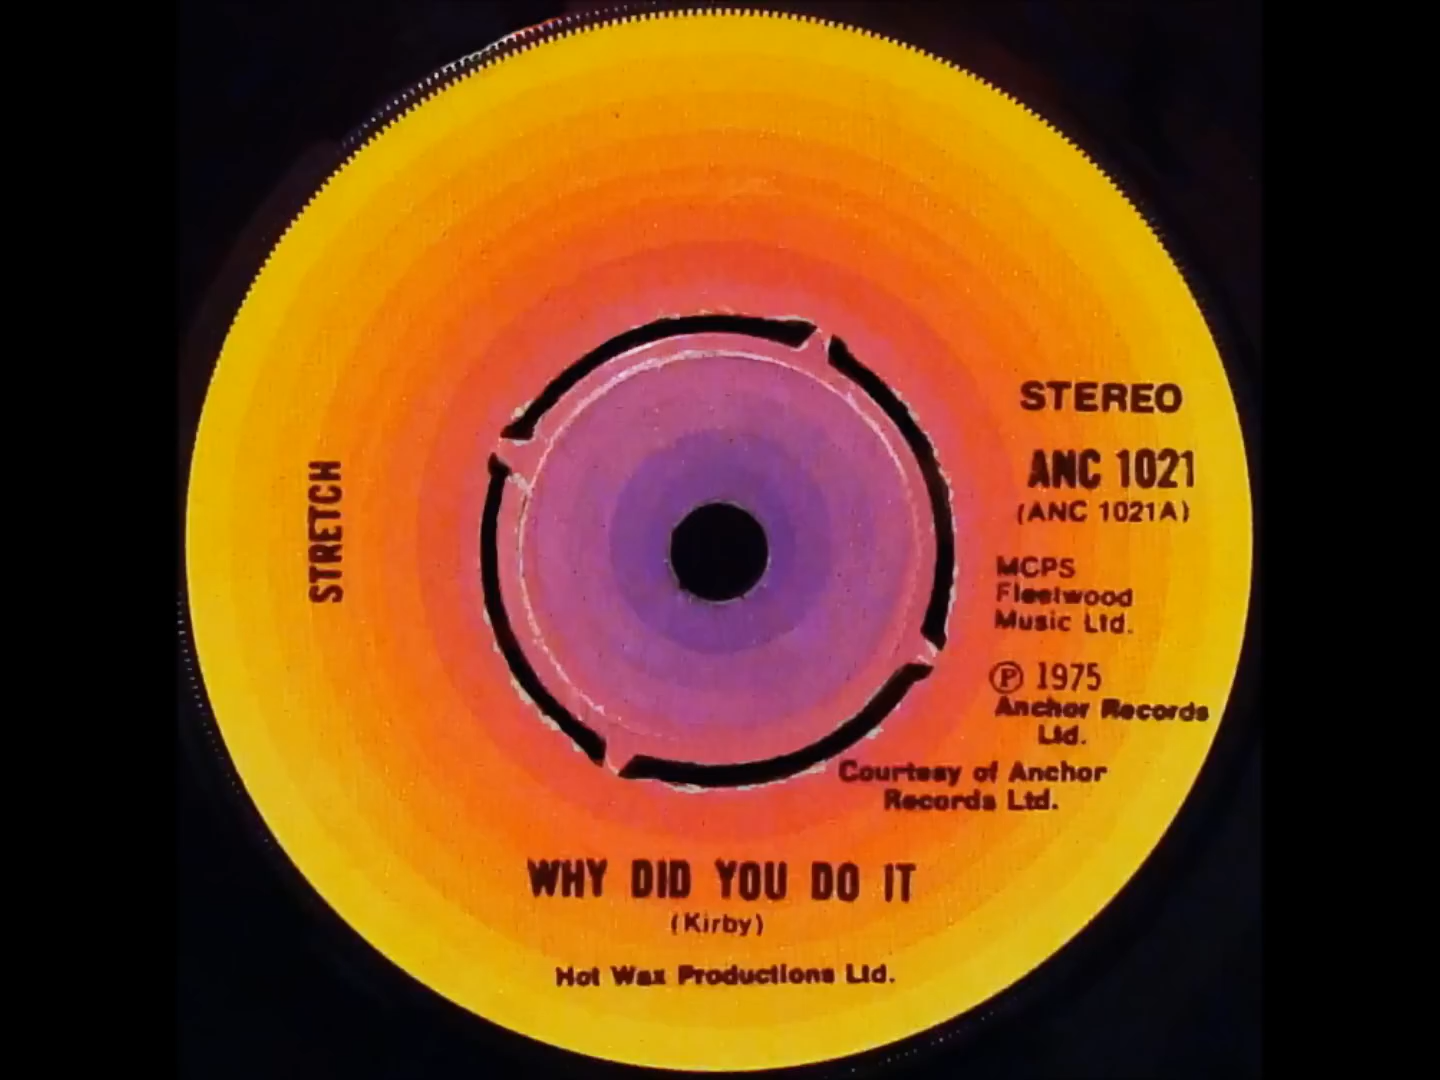 STRETCH
STEREO
ANC 1021
(ANC 1021A)
MCPS
Fleetwood
Music Ltd.
Ⓟ 1975
Anchor Records
Ltd.
Courtesy of Anchor
Records Ltd.
WHY DID YOU DO IT
(Kirby)
Hot Wax Productions Ltd.